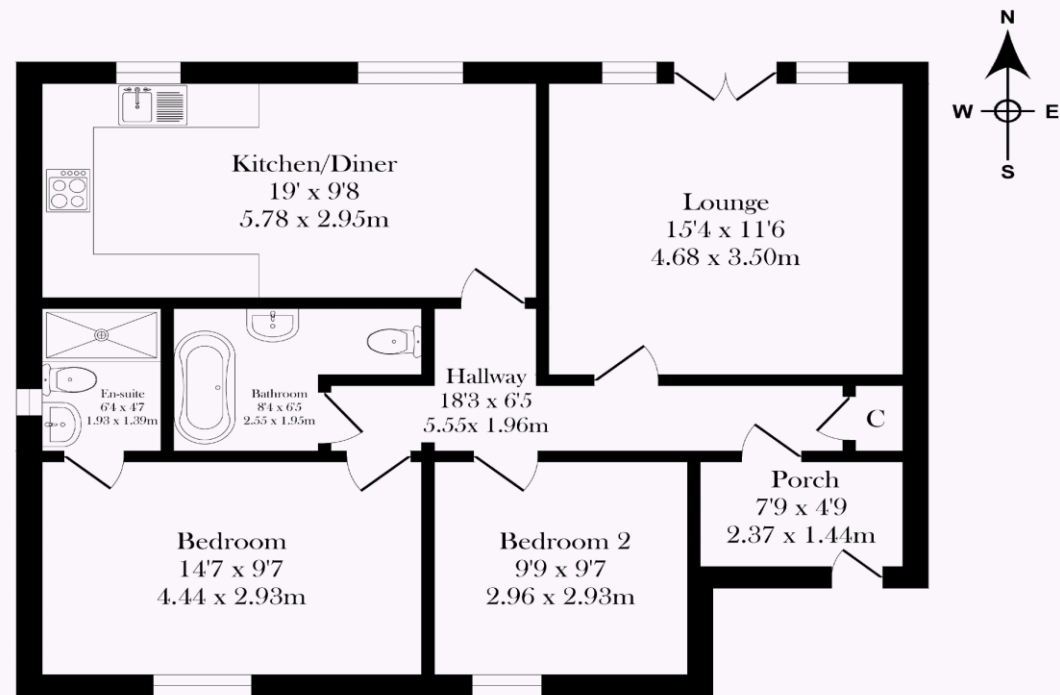 N
W E
S
Kitchen/Diner
19' x 9'8
5.78 x 2.95m
Lounge
15'4 x 11'6
4.68 x 3.50m
En-suite
6'4 x 4'7
1.93 x 1.39m
Bathroom
8'4 x 6'5
2.55 x 1.95m
Hallway
18'3 x 6'5
5.55x 1.96m
C
Porch
7'9 x 4'9
2.37 x 1.44m
Bedroom
14'7 x 9'7
4.44 x 2.93m
Bedroom 2
9'9 x 9'7
2.96 x 2.93m